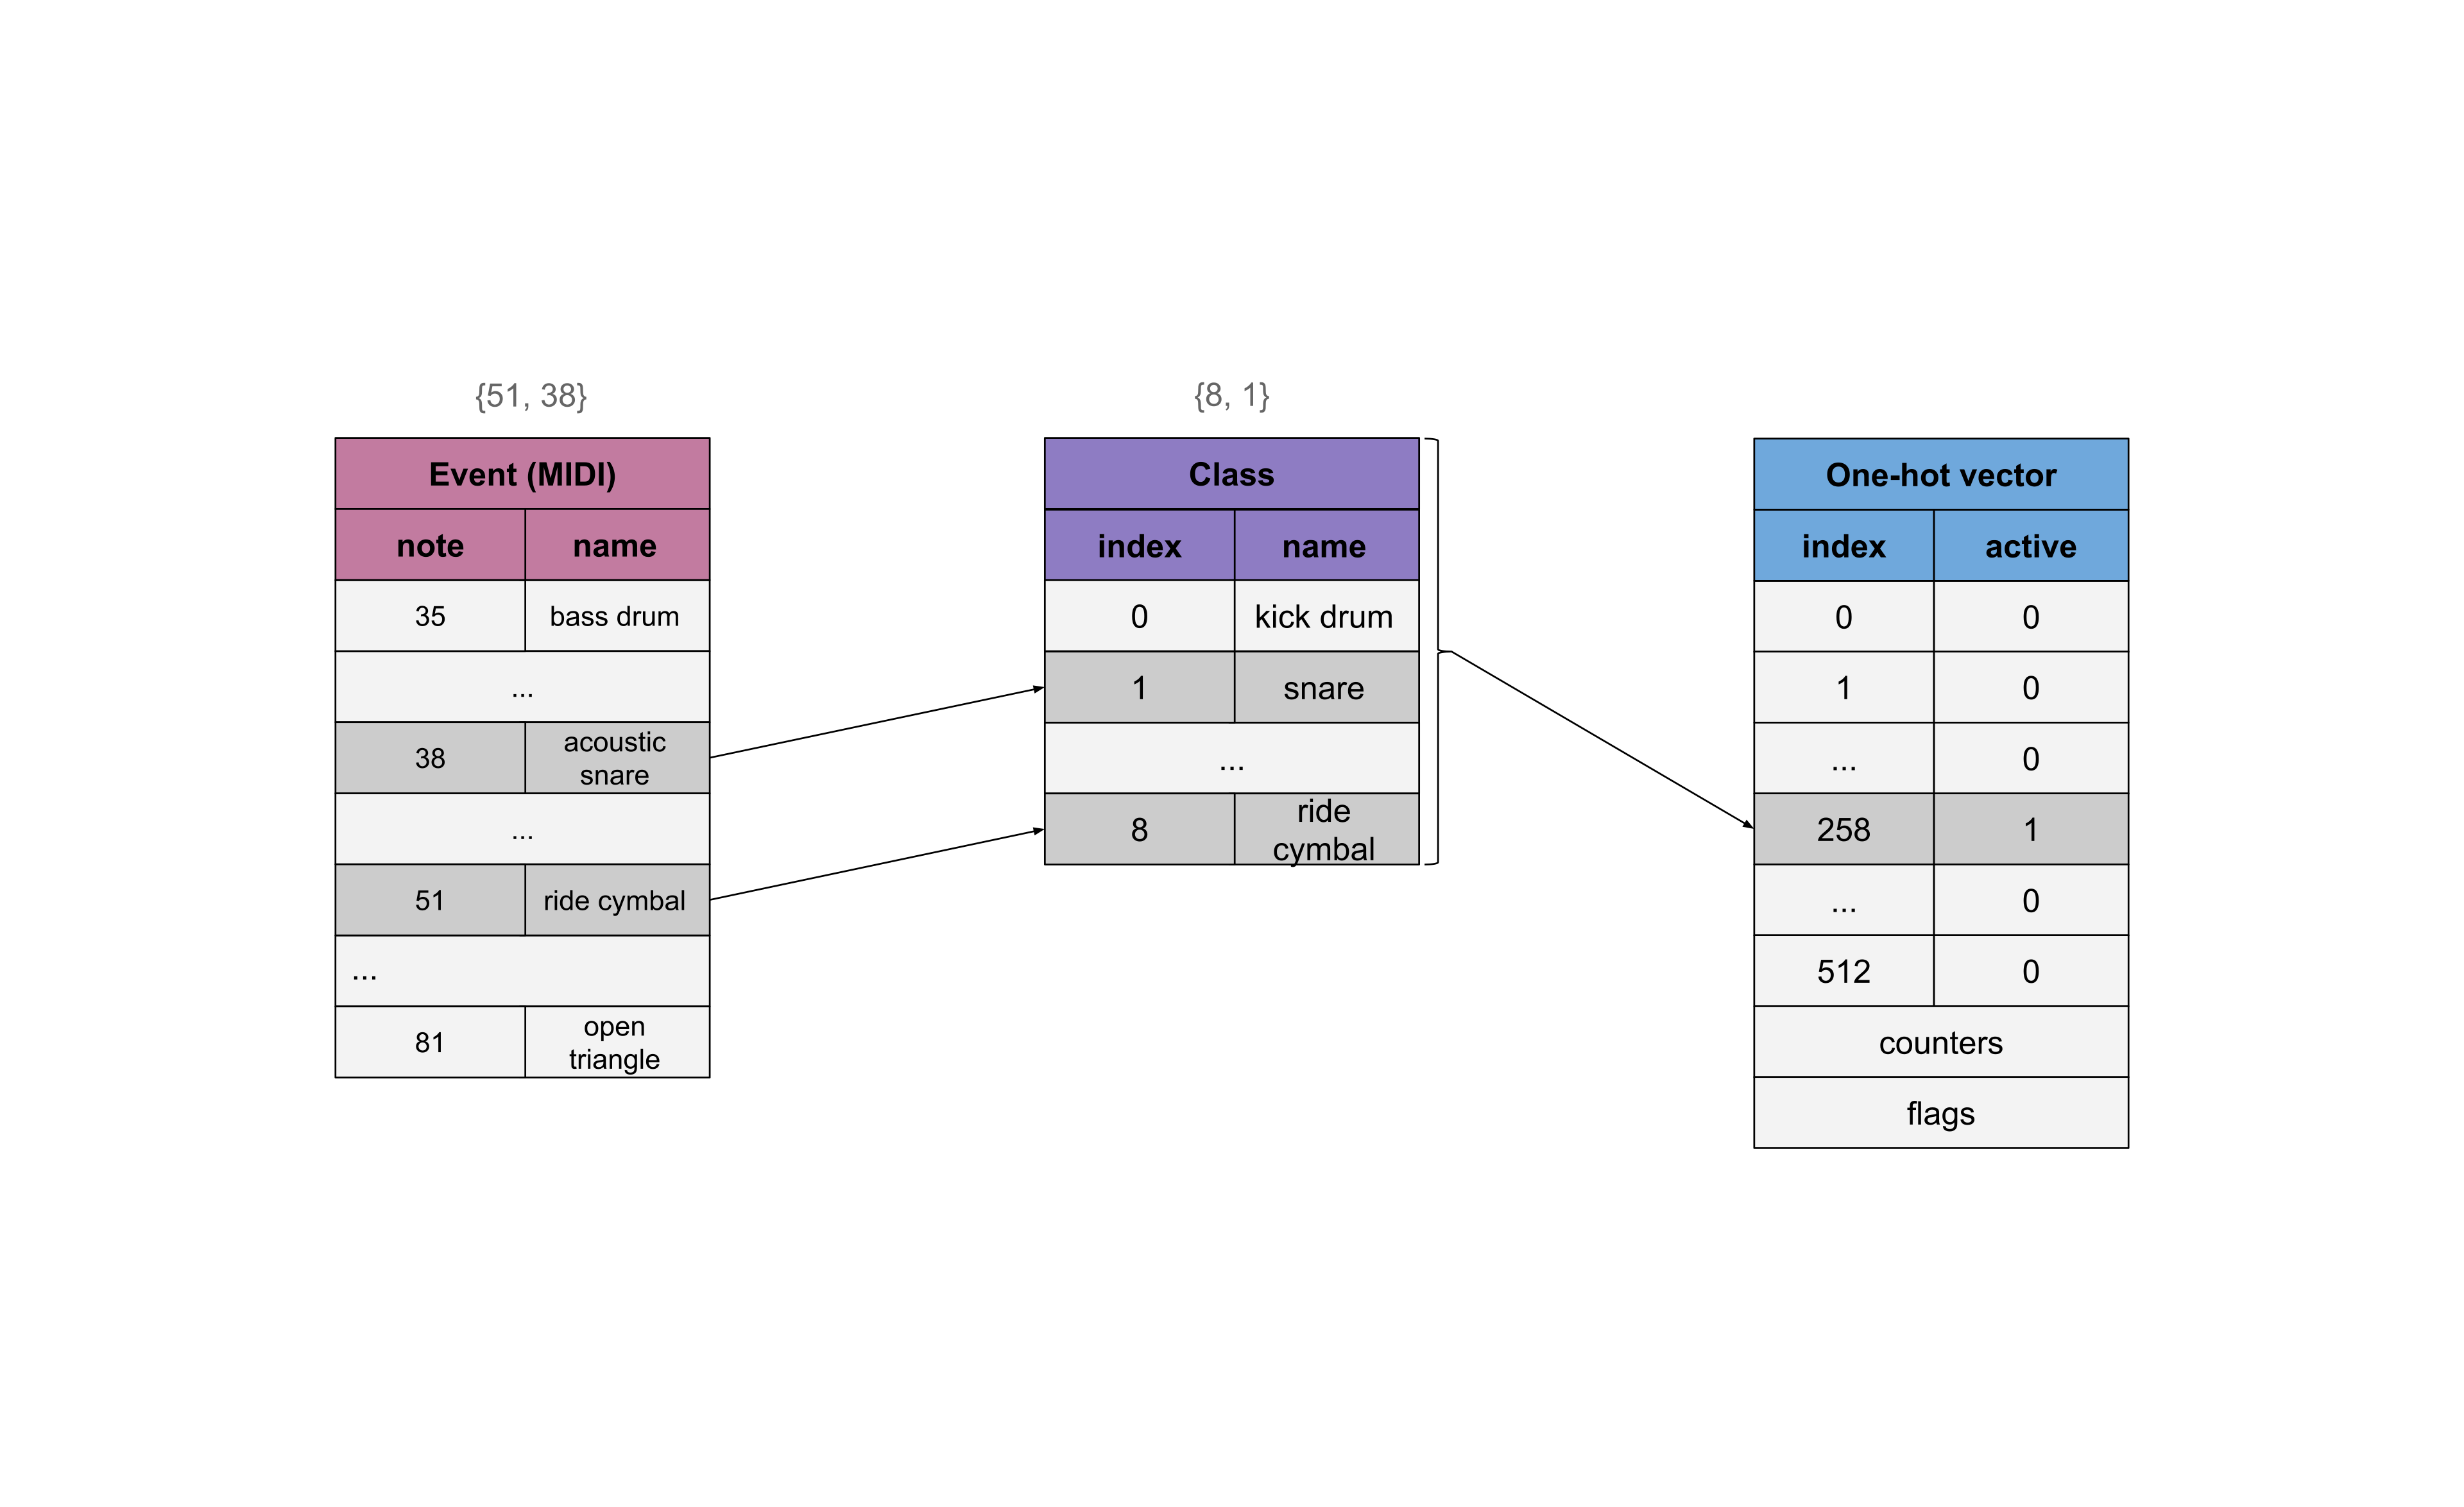 {51, 38}
Event (MIDI)
note name
35 bass drum
...
38 acoustic
snare
...
51 ride cymbal
...
81 open
triangle
{8, 1}
Class
index name
0 kick drum
1 snare
...
8 ride
cymbal
One-hot vector
index active
0 0
1 0
... 0
258 1
... 0
512 0
counters
flags